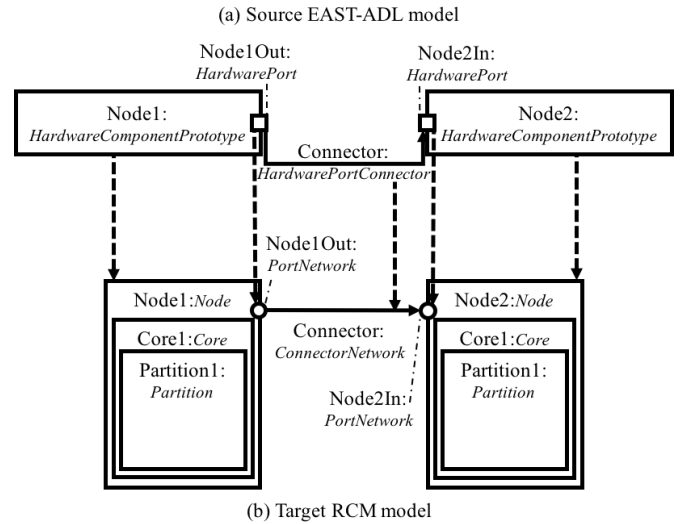 (a) Source EAST-ADL model
Node1Out:
HardwarePort
Node2In:
HardwarePort
Node1:
HardwareComponentPrototype
Node2:
HardwareComponentPrototype
Connector:
HardwarePortConnector
Node1Out:
PortNetwork
Node1:Node
Core1:Core
Partition1:
Partition
Connector:
ConnectorNetwork
Node2In:
PortNetwork
Node2:Node
Core1:Core
Partition1:
Partition
(b) Target RCM model